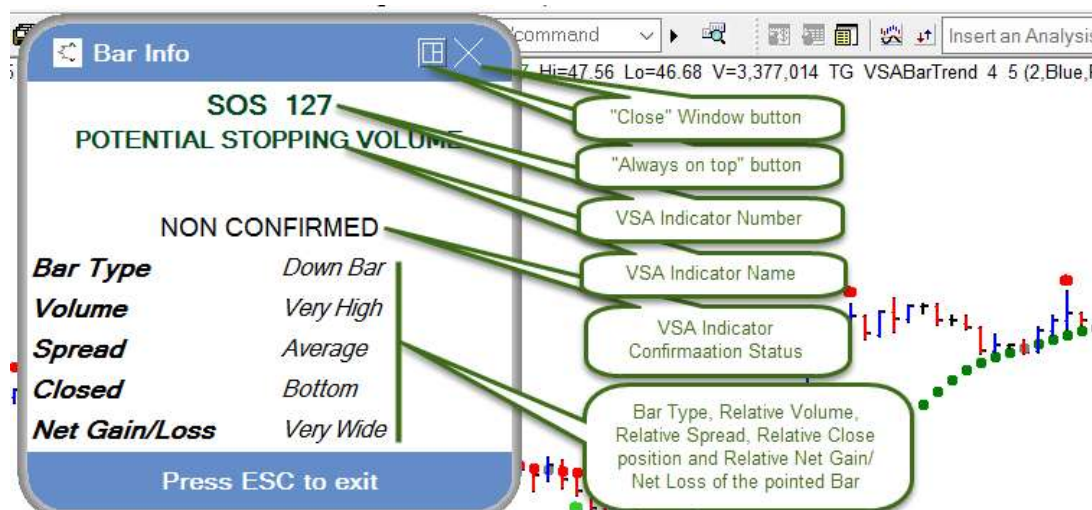 command
Insert an Analysis
Bar Info
Hi=47.56 Lo=46.68 V=3,377,014 TG VSABarTrend 4 5 (2,Blue,
SOS 127
POTENTIAL STOPPING VOLUME
NON CONFIRMED
Bar Type Down Bar
Volume Very High
Spread Average
Closed Bottom
Net Gain/Loss Very Wide
Press ESC to exit
"Close" Window button
"Always on top" button
VSA Indicator Number
VSA Indicator Name
VSA Indicator
Confirmaation Status
Bar Type, Relative Volume,
Relative Spread, Relative Close
position and Relative Net Gain/
Net Loss of the pointed Bar